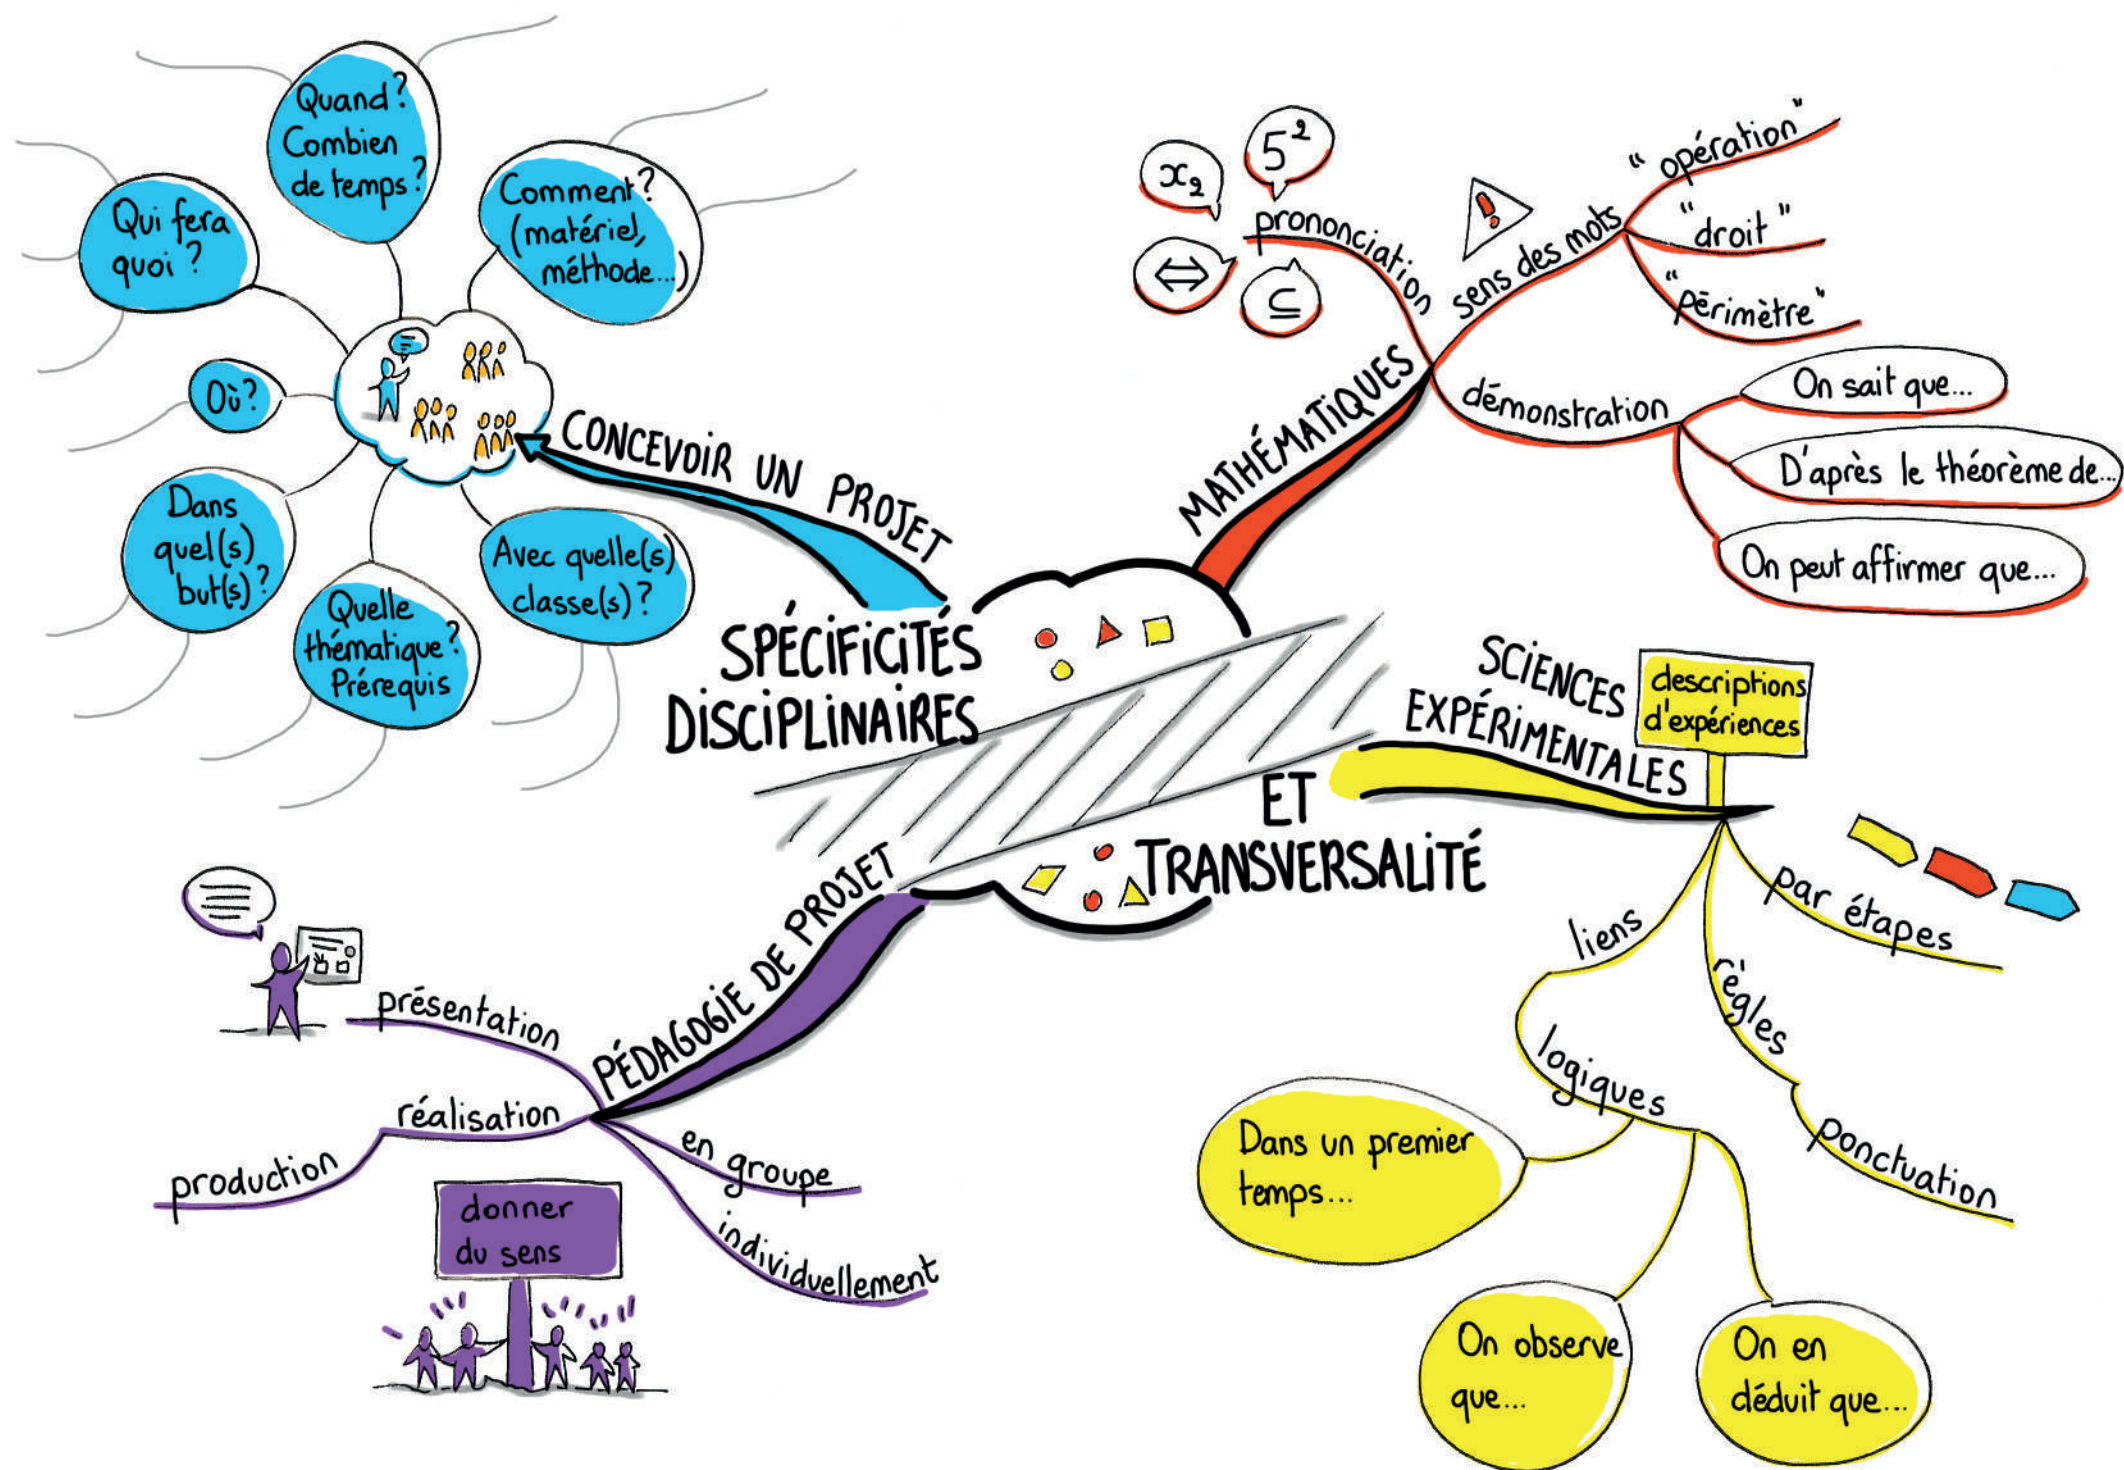 SPÉCIFICITÉS
DISCIPLINAIRES
ET
TRANSVERSALITÉ
MATHÉMATIQUES
prononciation
x₂
5²
⇔
⊆
sens des mots
!
"opération"
"droit"
"périmètre"
démonstration
On sait que...
D'après le théorème de...
On peut affirmer que...
SCIENCES
EXPÉRIMENTALES
descriptions
d'expériences
par étapes
règles
ponctuation
liens
logiques
Dans un premier
temps...
On observe
que...
On en
déduit que...
PÉDAGOGIE DE PROJET
présentation
réalisation
production
en groupe
individuellement
donner
du sens
CONCEVOIR UN PROJET
Quand?
Combien
de temps?
Comment?
(matériel,
méthode...)
Qui fera
quoi?
Où?
Dans
quel(s)
but(s)?
Quelle
thématique?
Prérequis
Avec quelle(s)
classe(s)?